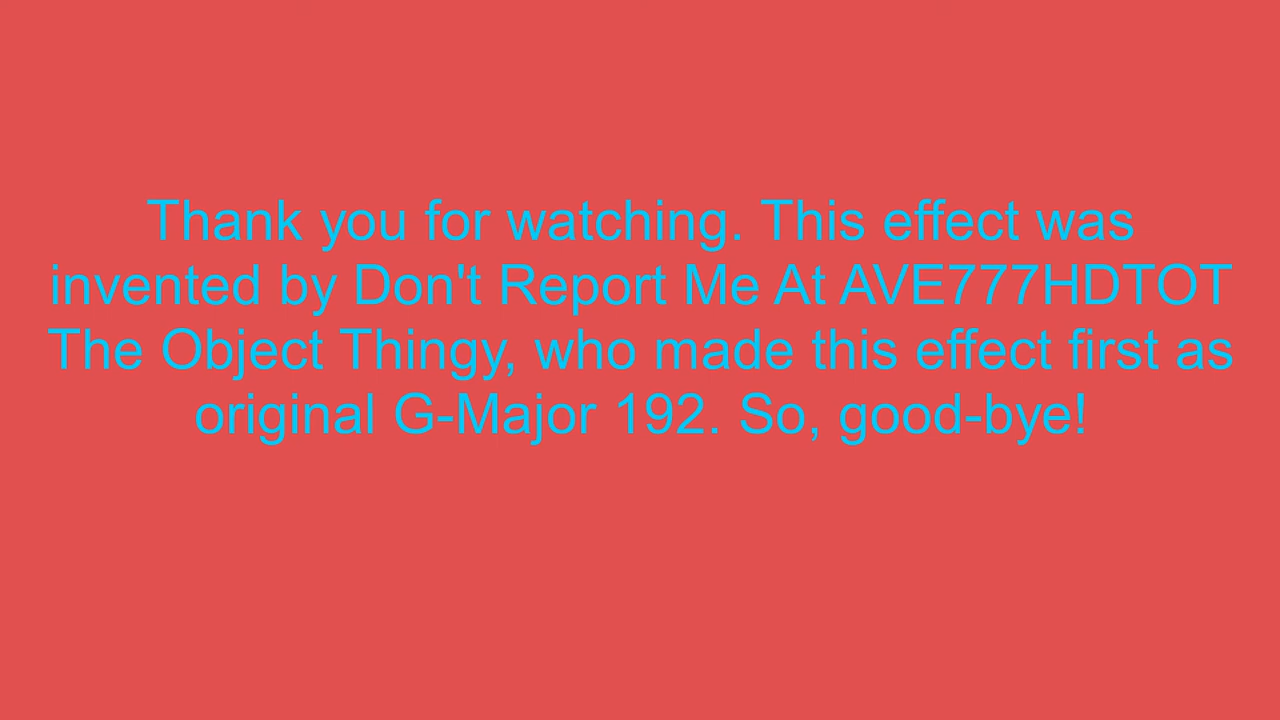 Thank you for watching. This effect was
invented by Don't Report Me At AVE777HDTOT
The Object Thingy, who made this effect first as
original G-Major 192. So, good-bye!